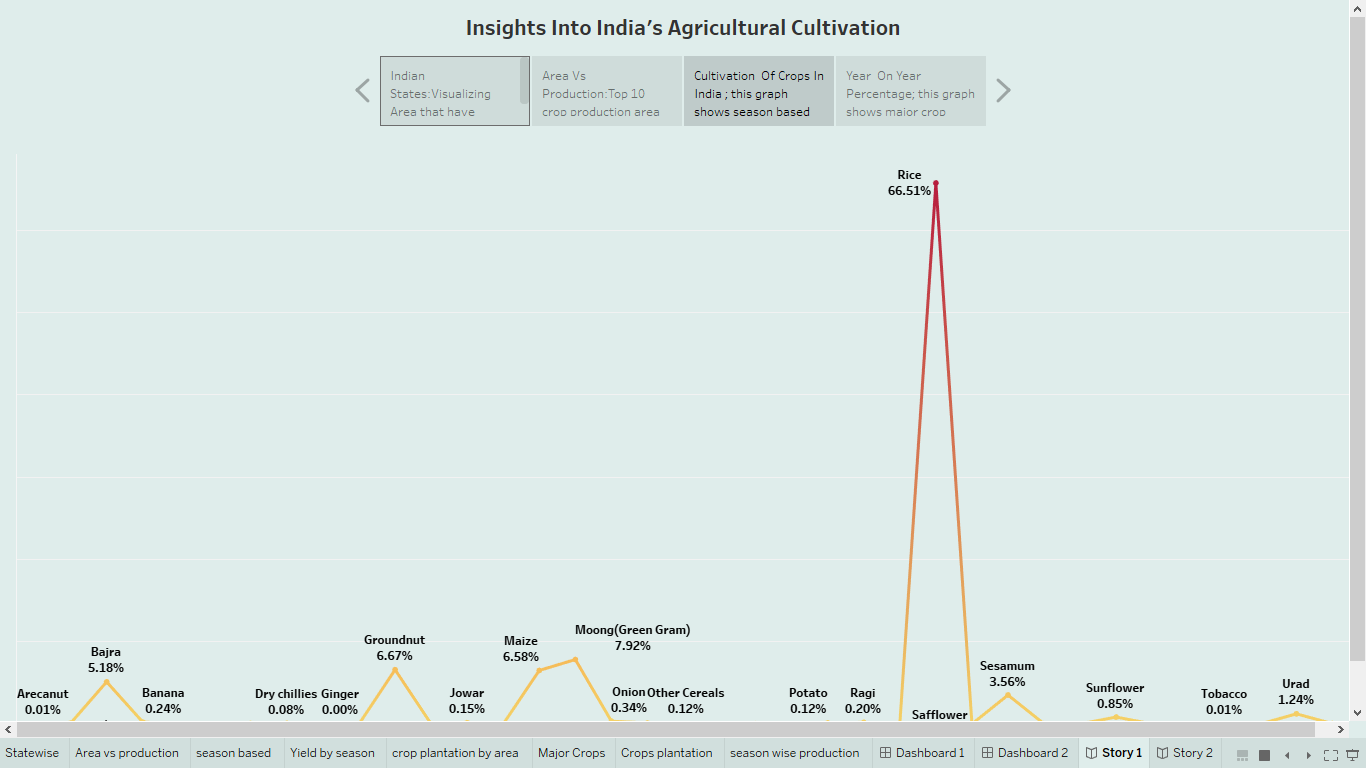 Insights Into India's Agricultural Cultivation
Indian
States:Visualizing
Area that have
Area Vs
Production:Top 10
crop production area
Cultivation Of Crops In
India ; this graph
shows season based
Year On Year
Percentage; this graph
shows major crop
Rice
66.51%
Moong(Green Gram)
7.92%
Groundnut
6.67%
Maize
6.58%
Bajra
5.18%
Sesamum
3.56%
Arecanut
0.01%
Banana
0.24%
Dry chillies
0.08%
Ginger
0.00%
Jowar
0.15%
Onion
0.34%
Other Cereals
0.12%
Potato
0.12%
Ragi
0.20%
Safflower
Sunflower
0.85%
Tobacco
0.01%
Urad
1.24%
Statewise
Area vs production
season based
Yield by season
crop plantation by area
Major Crops
Crops plantation
season wise production
Dashboard 1
Dashboard 2
Story 1
Story 2